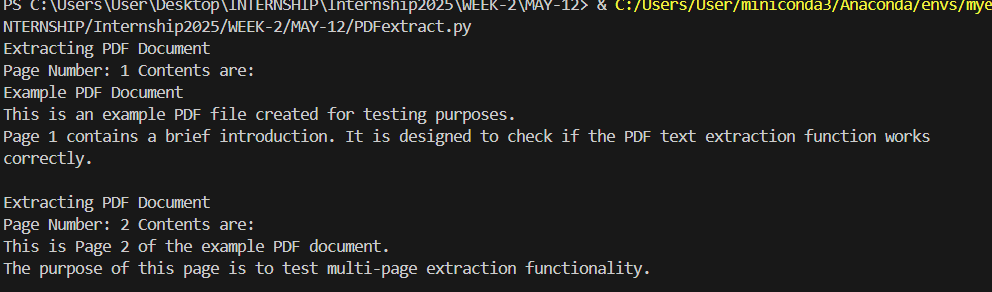 PS C:\Users\User\Desktop\INTERNSHIP\Internship2025\WEEK-2\MAY-12> & C:/Users/User/miniconda3/Anaconda/envs/mye
NTERNSHIP/Internship2025/WEEK-2/MAY-12/PDFextract.py
Extracting PDF Document
Page Number: 1 Contents are:
Example PDF Document
This is an example PDF file created for testing purposes.
Page 1 contains a brief introduction. It is designed to check if the PDF text extraction function works
correctly.
Extracting PDF Document
Page Number: 2 Contents are:
This is Page 2 of the example PDF document.
The purpose of this page is to test multi-page extraction functionality.